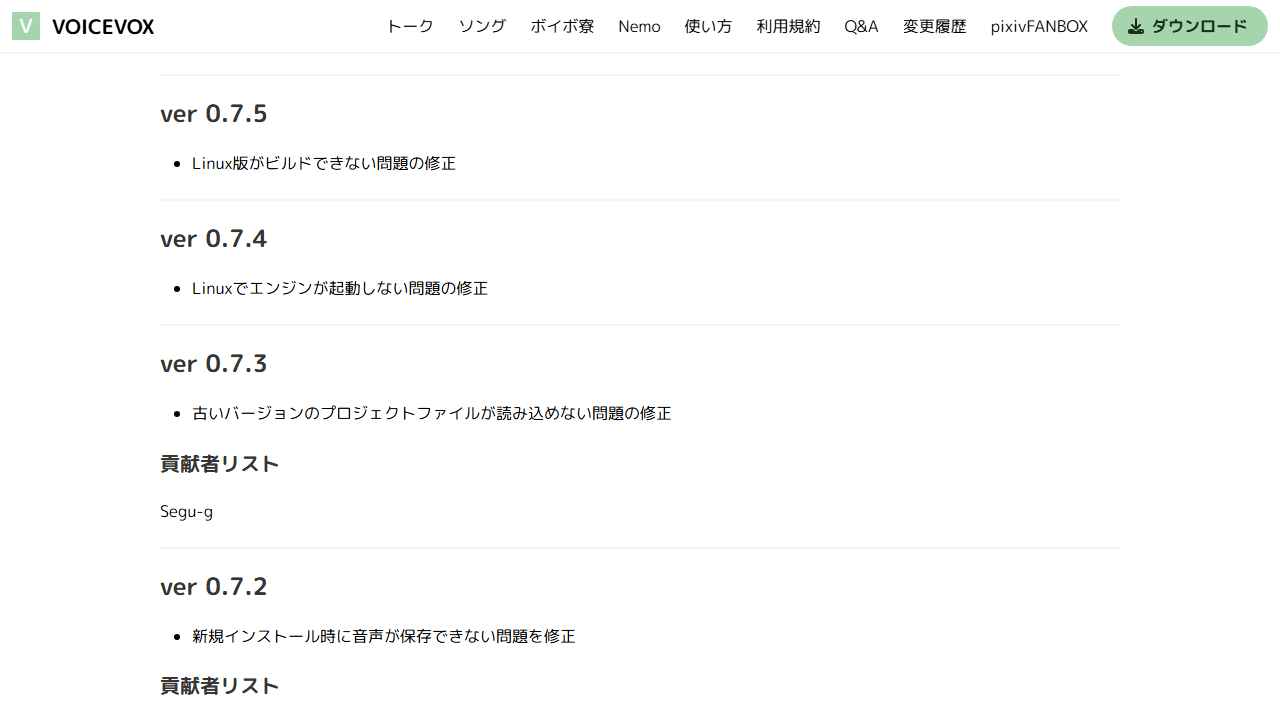 V VOICEVOX トーク ソング ボイボ寮 Nemo 使い方 利用規約 Q&A 変更履歴 pixivFANBOX ダウンロード
ver 0.7.5
• Linux版がビルドできない問題の修正
ver 0.7.4
• Linuxでエンジンが起動しない問題の修正
ver 0.7.3
• 古いバージョンのプロジェクトファイルが読み込めない問題の修正
貢献者リスト
Segu-g
ver 0.7.2
• 新規インストール時に音声が保存できない問題を修正
貢献者リスト